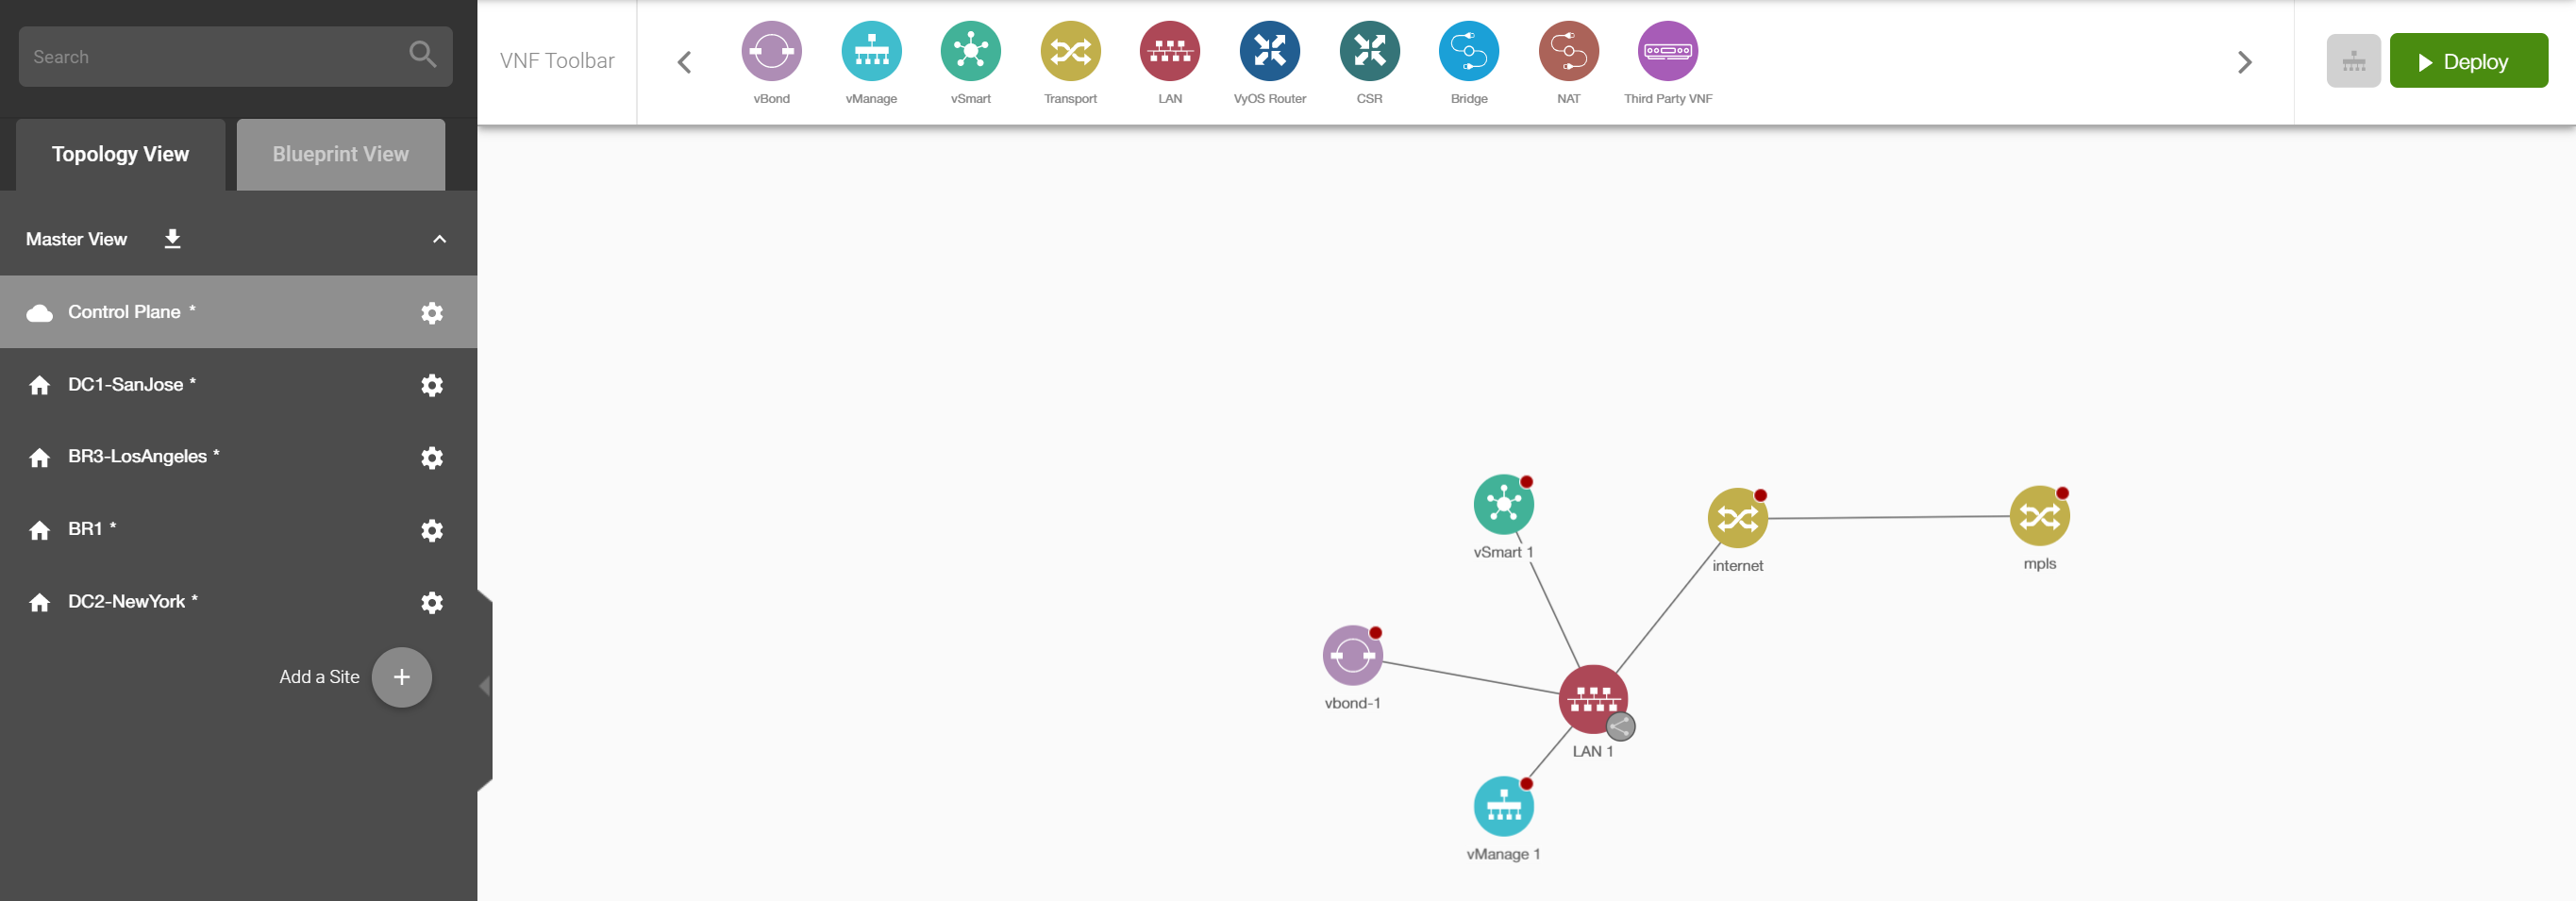 Search
VNF Toolbar
vBond
vManage
vSmart
Transport
LAN
VyOS Router
CSR
Bridge
NAT
Third Party VNF
Deploy
Topology View
Blueprint View
Master View
Control Plane *
DC1-SanJose *
BR3-LosAngeles *
BR1 *
DC2-NewYork *
Add a Site
vSmart 1
internet
mpls
vbond-1
LAN 1
vManage 1